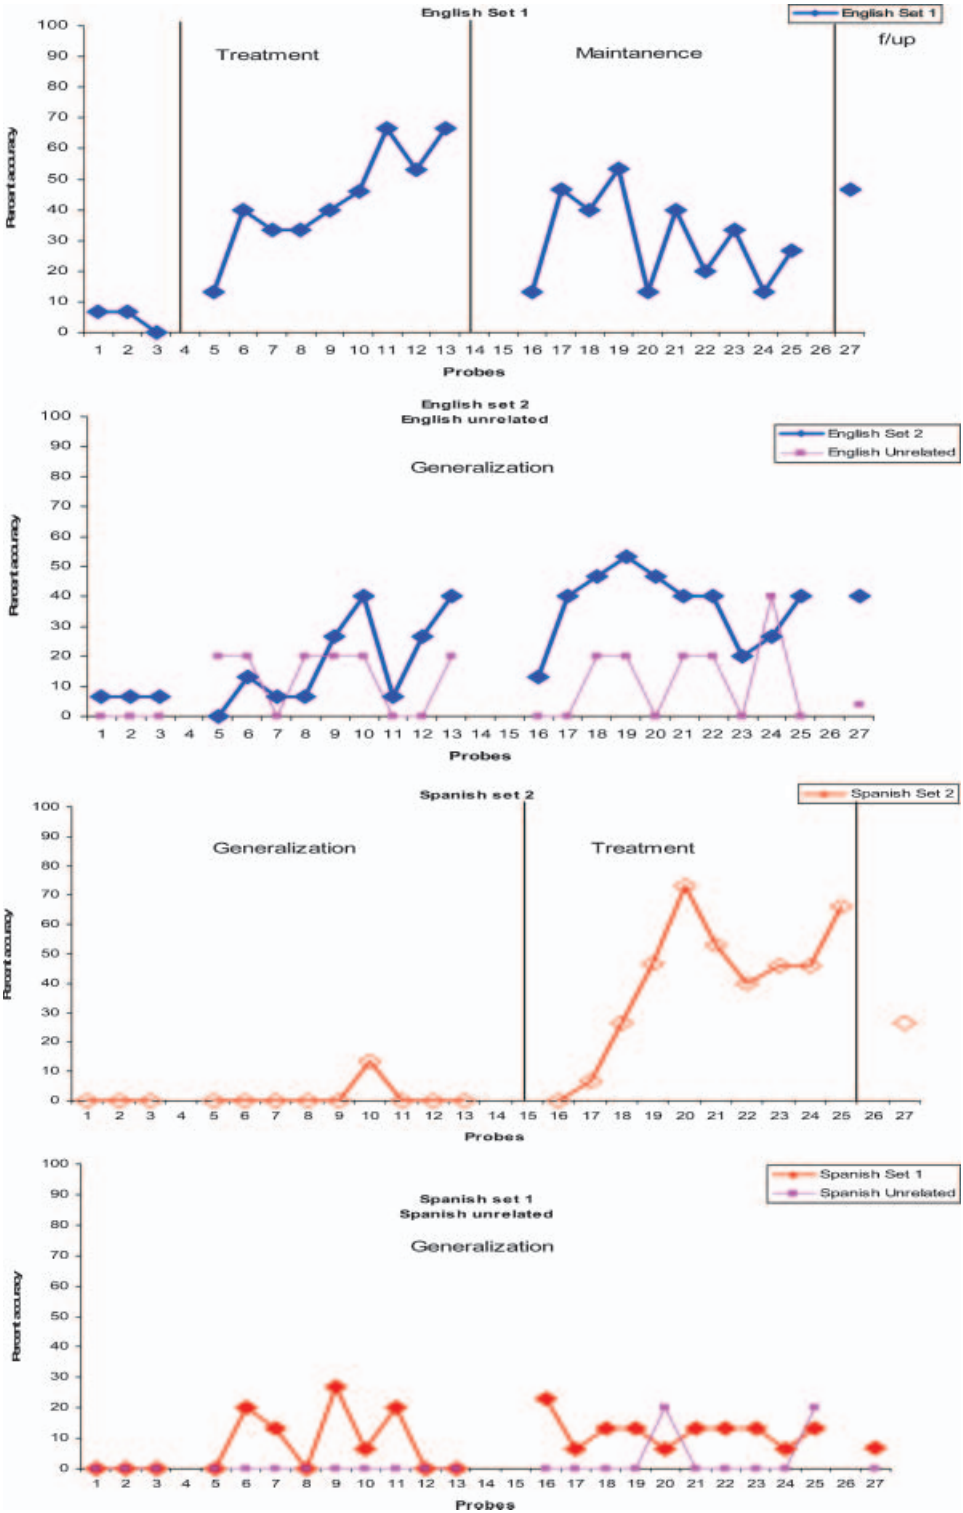 English Set 1
English Set 1
100
90
80
70
60
50
40
30
20
10
0
Percent accuracy
Treatment
Maintanence
f/up
1 2 3 4 5 6 7 8 9 10 11 12 13 14 15 16 17 18 19 20 21 22 23 24 25 26 27
Probes
English set 2
English unrelated
English Set 2
English Unrelated
Generalization
100
90
80
70
60
50
40
30
20
10
0
Percent accuracy
1 2 3 4 5 6 7 8 9 10 11 12 13 14 15 16 17 18 19 20 21 22 23 24 25 26 27
Probes
Spanish set 2
Spanish Set 2
100
90
80
70
60
50
40
30
20
10
0
Percent accuracy
Generalization
Treatment
1 2 3 4 5 6 7 8 9 10 11 12 13 14 15 16 17 18 19 20 21 22 23 24 25 26 27
Probes
Spanish set 1
Spanish unrelated
Spanish Set 1
Spanish Unrelated
Generalization
100
90
80
70
60
50
40
30
20
10
0
Percent accuracy
1 2 3 4 5 6 7 8 9 10 11 12 13 14 15 16 17 18 19 20 21 22 23 24 25 26 27
Probes